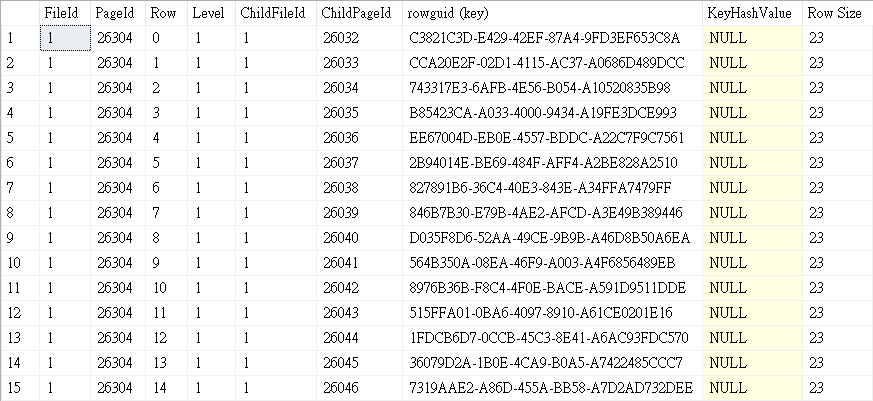 FileId PageId Row Level ChildFileId ChildPageId rowguid (key) KeyHashValue Row Size
1 1 26304 0 1 1 26032 C3821C3D-E429-42EF-87A4-9FD3EF653C8A NULL 23
2 1 26304 1 1 1 26033 CCA20E2F-02D1-4115-AC37-A0686D489DCC NULL 23
3 1 26304 2 1 1 26034 743317E3-6AFB-4E56-B054-A10520835B98 NULL 23
4 1 26304 3 1 1 26035 B85423CA-A033-4000-9434-A19FE3DCE993 NULL 23
5 1 26304 4 1 1 26036 EE67004D-EB0E-4557-BDDC-A22C7F9C7561 NULL 23
6 1 26304 5 1 1 26037 2B94014E-BE69-484F-AFF4-A2BE828A2510 NULL 23
7 1 26304 6 1 1 26038 827891B6-36C4-40E3-843E-A34FFA7479FF NULL 23
8 1 26304 7 1 1 26039 846B7B30-E79B-4AE2-AFCD-A3E49B389446 NULL 23
9 1 26304 8 1 1 26040 D035F8D6-52AA-49CE-9B9B-A46D8B50A6EA NULL 23
10 1 26304 9 1 1 26041 564B350A-08EA-46F9-A003-A4F6856489EB NULL 23
11 1 26304 10 1 1 26042 8976B36B-F8C4-4F0E-BACE-A591D9511DDE NULL 23
12 1 26304 11 1 1 26043 515FFA01-0BA6-4097-8910-A61CE0201E16 NULL 23
13 1 26304 12 1 1 26044 1FDCB6D7-0CCB-45C3-8E41-A6AC93FDC570 NULL 23
14 1 26304 13 1 1 26045 36079D2A-1B0E-4CA9-B0A5-A7422485CCC7 NULL 23
15 1 26304 14 1 1 26046 7319AAE2-A86D-455A-BB58-A7D2AD732DEE NULL 23